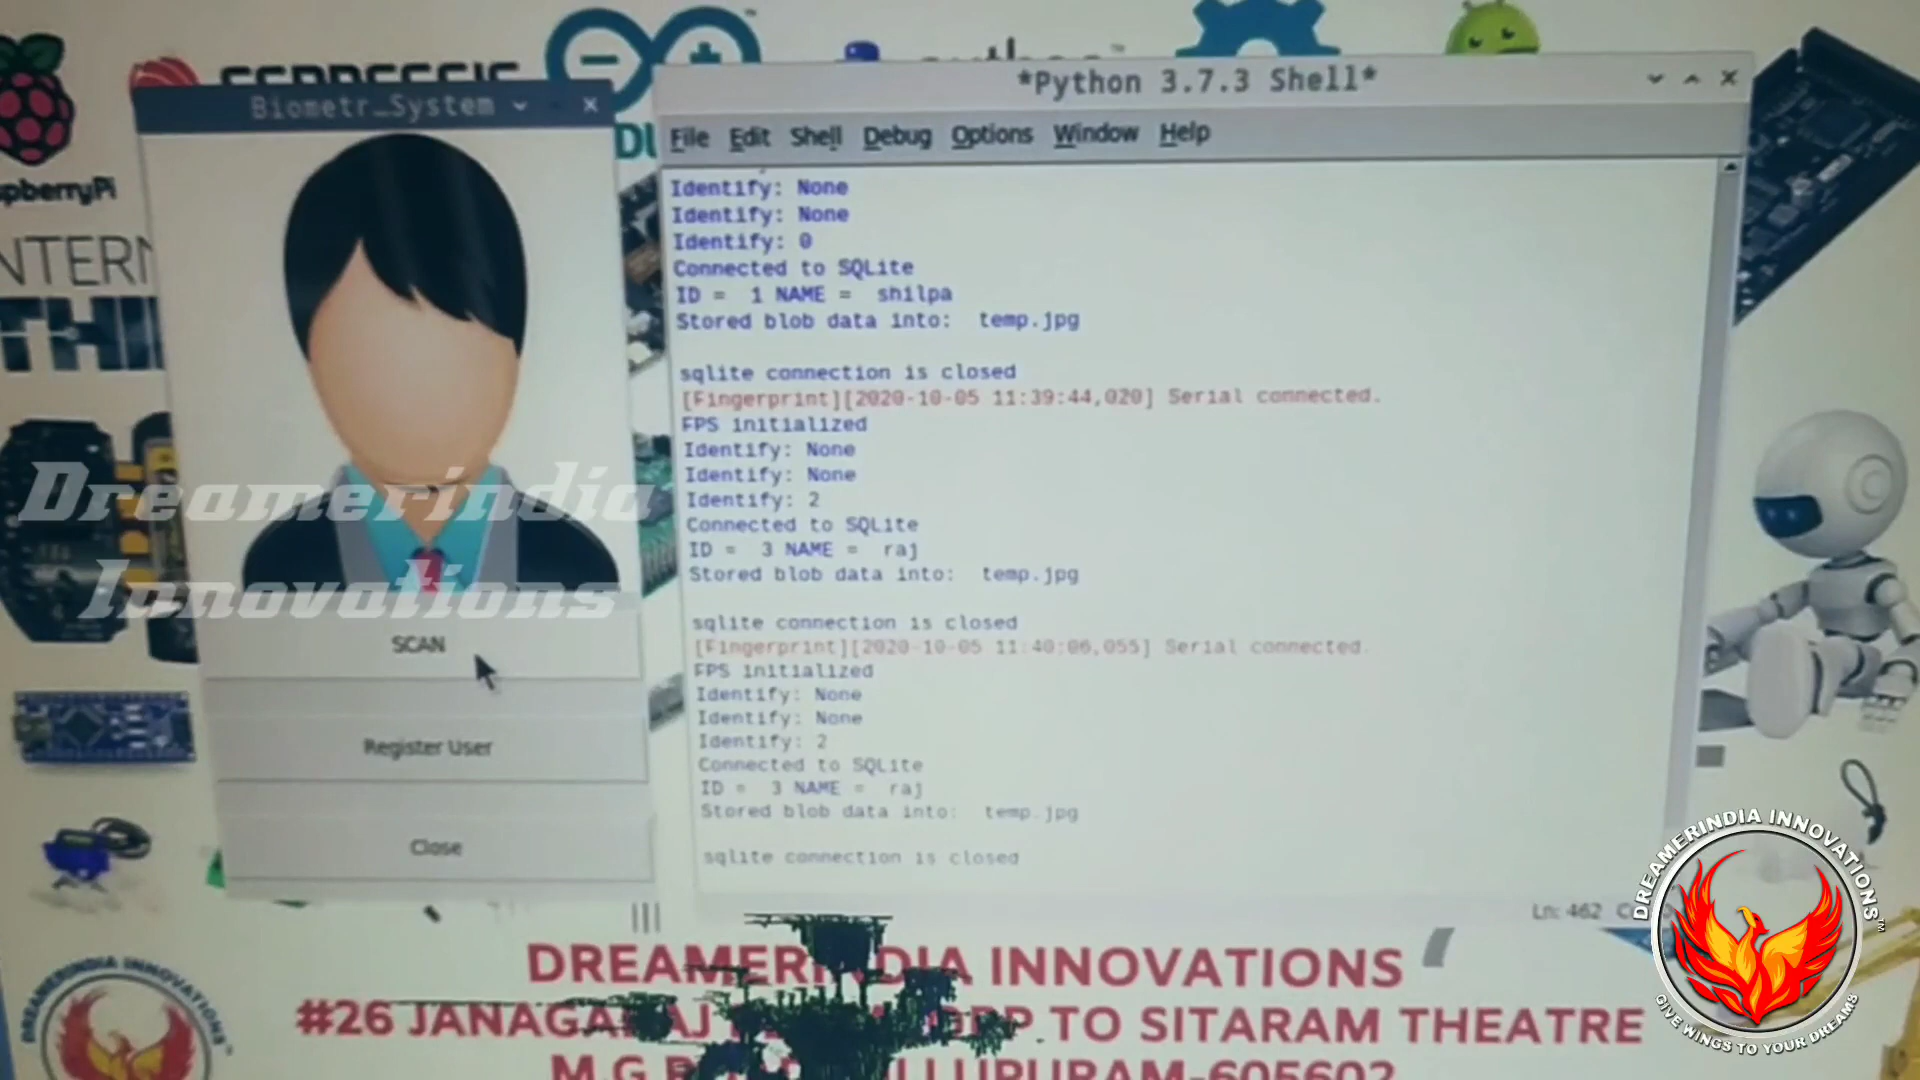 Biometr_System
*Python 3.7.3 Shell*
File Edit Shell Debug Options Window Help
Identify: None
Identify: None
Identify: 0
Connected to SQLite
ID = 1 NAME = shilpa
Stored blob data into: temp.jpg
sqlite connection is closed
[Fingerprint][2020-10-05 11:39:44,020] Serial connected.
FPS initialized
Identify: None
Identify: None
Identify: 2
Connected to SQLite
ID = 3 NAME = raj
Stored blob data into: temp.jpg
sqlite connection is closed
[Fingerprint][2020-10-05 11:40:06,055] Serial connected.
FPS initialized
Identify: None
Identify: None
Identify: 2
Connected to SQLite
ID = 3 NAME = raj
Stored blob data into: temp.jpg
sqlite connection is closed
Ln: 462
SCAN
Register User
Close
Dreamerindia
Innovations
DREAMERINDIA INNOVATIONS
TO SITARAM THEATRE
DREAMERINDIA INNOVATIONS™
GIVE WINGS TO YOUR DREAMS
DREAMERINDIA INNOVATIONS™